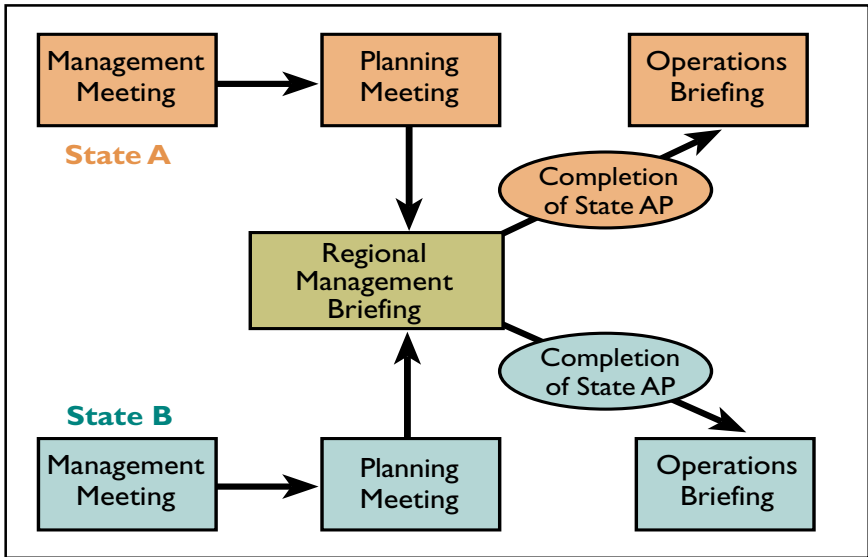 Management
Meeting
Planning
Meeting
Operations
Briefing
State A
Completion
of State AP
Regional
Management
Briefing
Completion
of State AP
State B
Management
Meeting
Planning
Meeting
Operations
Briefing